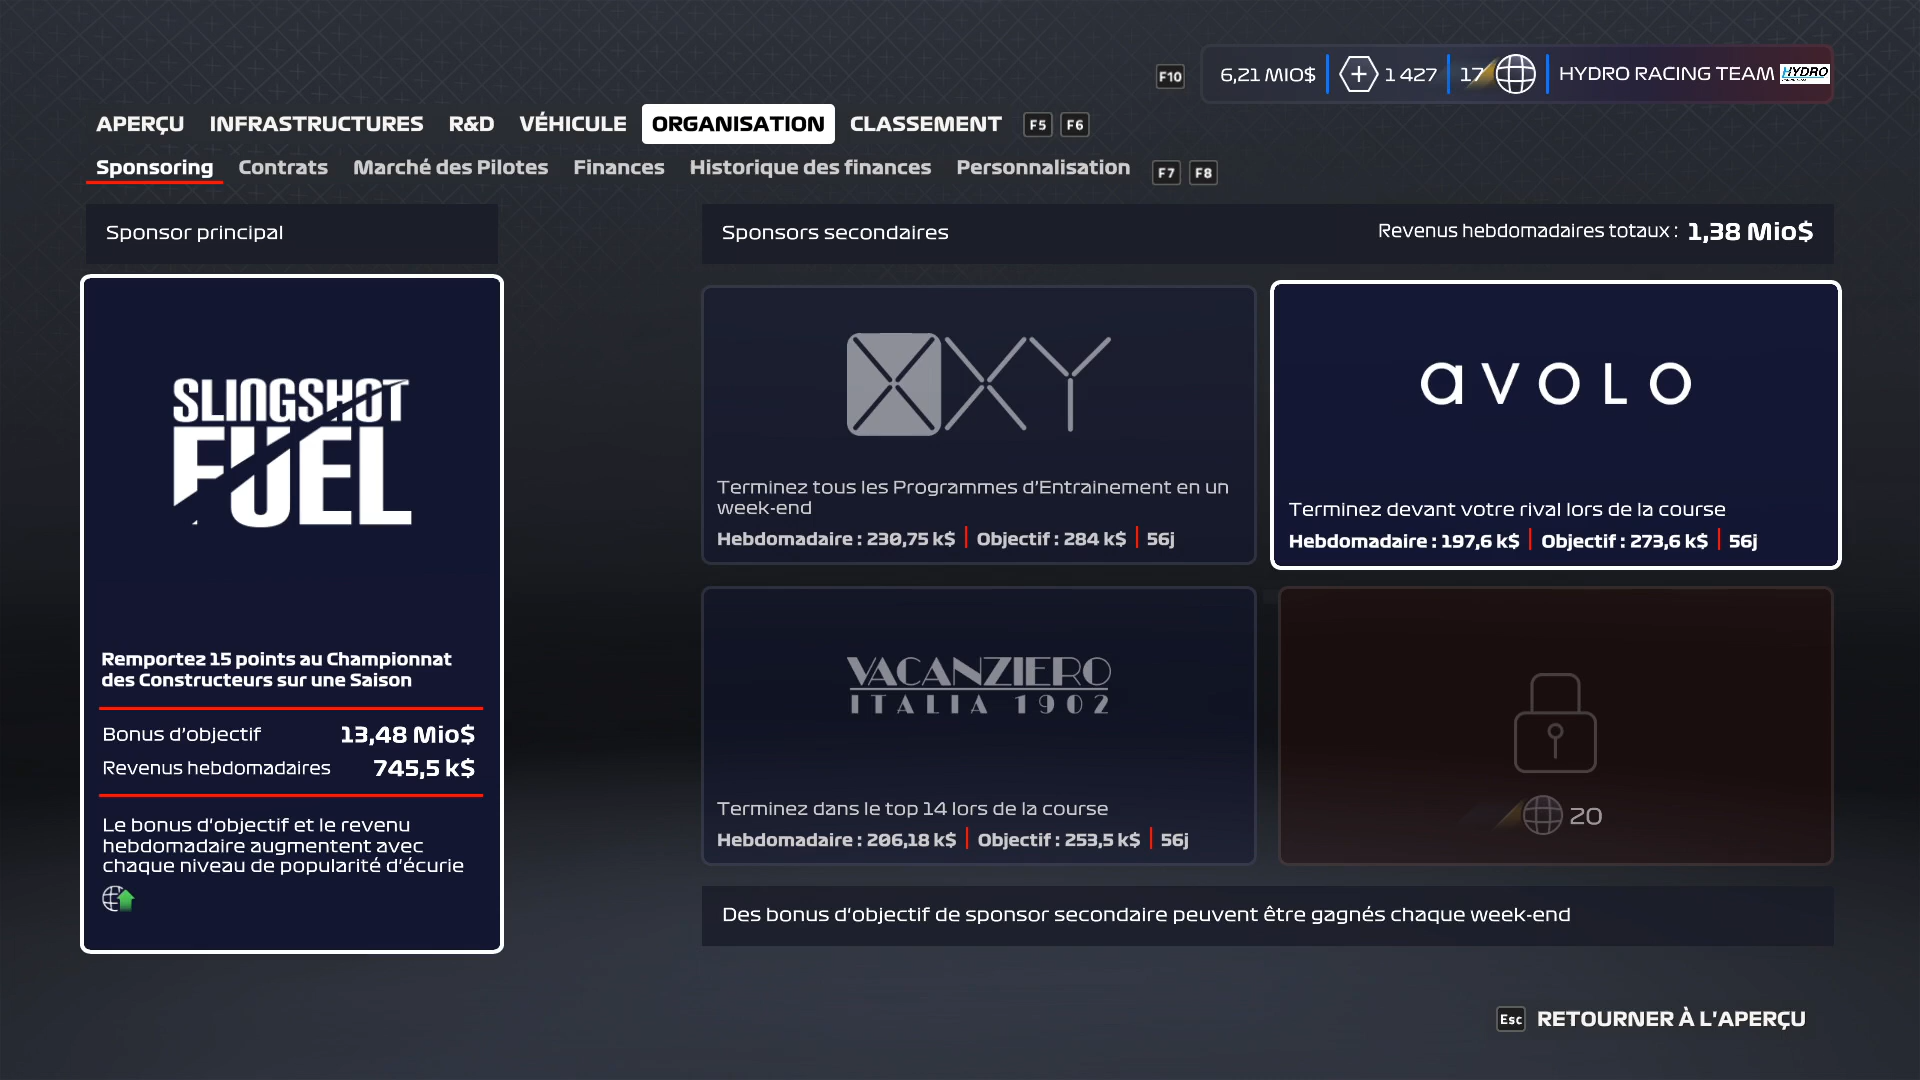 F10
6,21 MIO$ 1 427 17 HYDRO RACING TEAM HYDRO
APERÇU INFRASTRUCTURES R&D VÉHICULE ORGANISATION CLASSEMENT F5 F6
Sponsoring Contrats Marché des Pilotes Finances Historique des finances Personnalisation F7 F8
Sponsor principal
SLINGSHOT
FUEL
Remportez 15 points au Championnat
des Constructeurs sur une Saison
Bonus d'objectif 13,48 Mio$
Revenus hebdomadaires 745,5 k$
Le bonus d'objectif et le revenu
hebdomadaire augmentent avec
chaque niveau de popularité d'écurie
Sponsors secondaires
Revenus hebdomadaires totaux : 1,38 Mio$
XXY
Terminez tous les Programmes d'Entrainement en un
week-end
Hebdomadaire : 230,75 k$ Objectif : 284 k$ 56j
avolo
Terminez devant votre rival lors de la course
Hebdomadaire : 197,6 k$ Objectif : 273,6 k$ 56j
VACANZIERO
ITALIA 1902
Terminez dans le top 14 lors de la course
Hebdomadaire : 206,18 k$ Objectif : 253,5 k$ 56j
20
Des bonus d'objectif de sponsor secondaire peuvent être gagnés chaque week-end
Esc RETOURNER À L'APERÇU